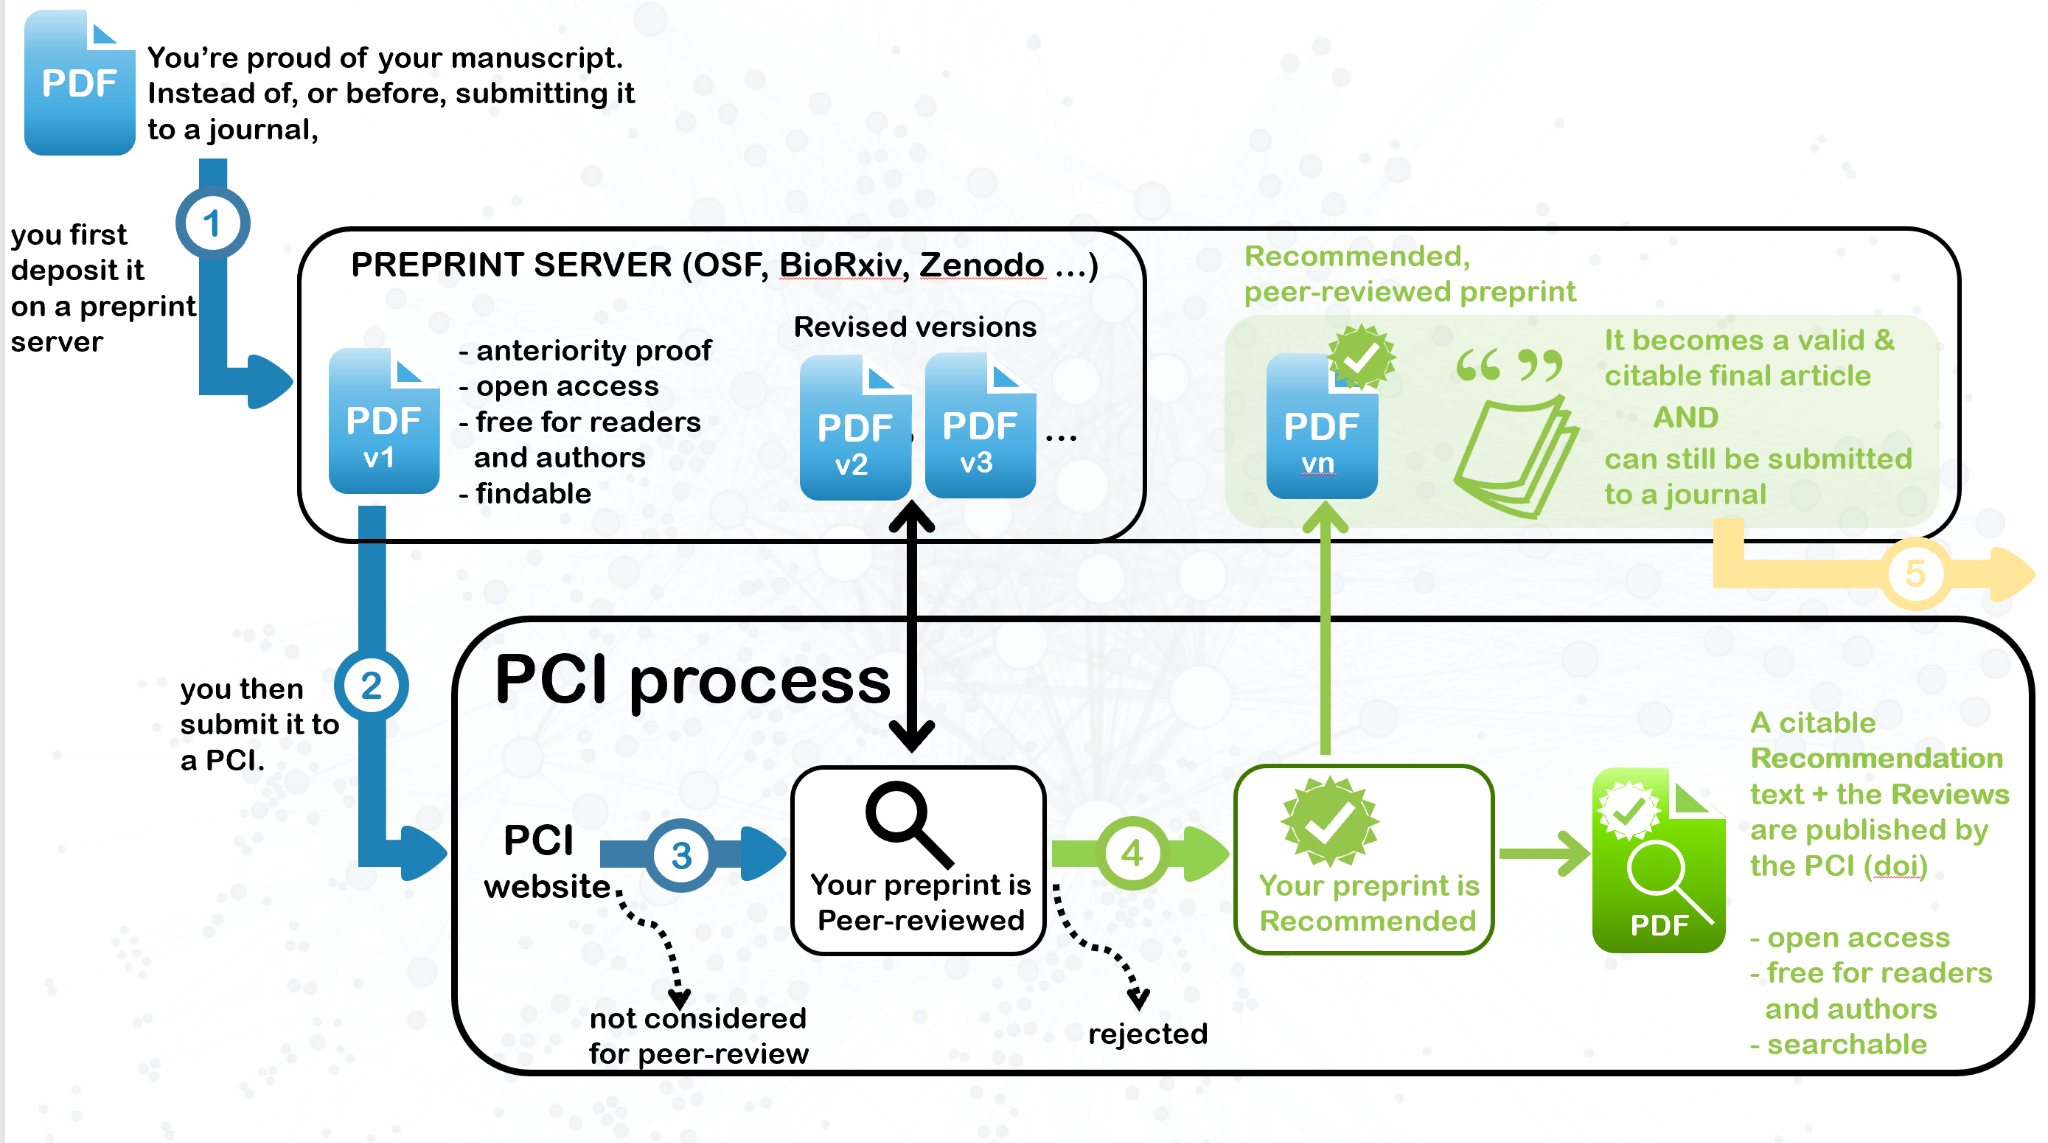 PDF
You’re proud of your manuscript.
Instead of, or before, submitting it
to a journal,
1
you first
deposit it
on a preprint
server
PREPRINT SERVER (OSF, BioRxiv, Zenodo ...)
PDF
v1
- anteriority proof
- open access
- free for readers
and authors
- findable
Revised versions
PDF
v2
,
PDF
v3
...
Recommended,
peer-reviewed preprint
PDF
vn
“ ”
It becomes a valid &
citable final article
AND
can still be submitted
to a journal
5
2
you then
submit it to
a PCI.
PCI process
PCI
website
3
not considered
for peer-review
Your preprint is
Peer-reviewed
4
rejected
Your preprint is
Recommended
PDF
A citable
Recommendation
text + the Reviews
are published by
the PCI (doi)
- open access
- free for readers
and authors
- searchable